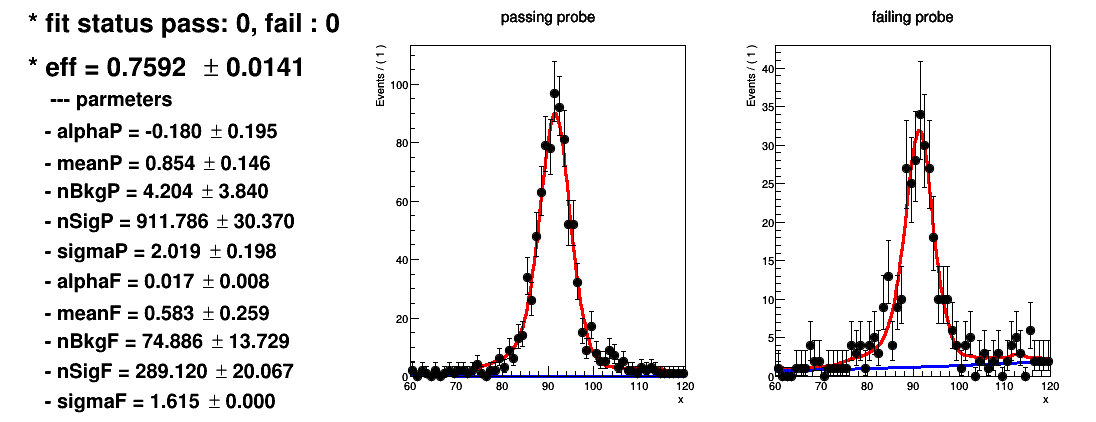 * fit status pass: 0, fail : 0
* eff = 0.7592 ± 0.0141
--- parmeters
- alphaP = -0.180 ± 0.195
- meanP = 0.854 ± 0.146
- nBkgP = 4.204 ± 3.840
- nSigP = 911.786 ± 30.370
- sigmaP = 2.019 ± 0.198
- alphaF = 0.017 ± 0.008
- meanF = 0.583 ± 0.259
- nBkgF = 74.886 ± 13.729
- nSigF = 289.120 ± 20.067
- sigmaF = 1.615 ± 0.000
passing probe
Events / ( 1 )
100
80
60
40
20
0
60 70 80 90 100 110 120
x
failing probe
Events / ( 1 )
40
35
30
25
20
15
10
5
0
60 70 80 90 100 110 120
x